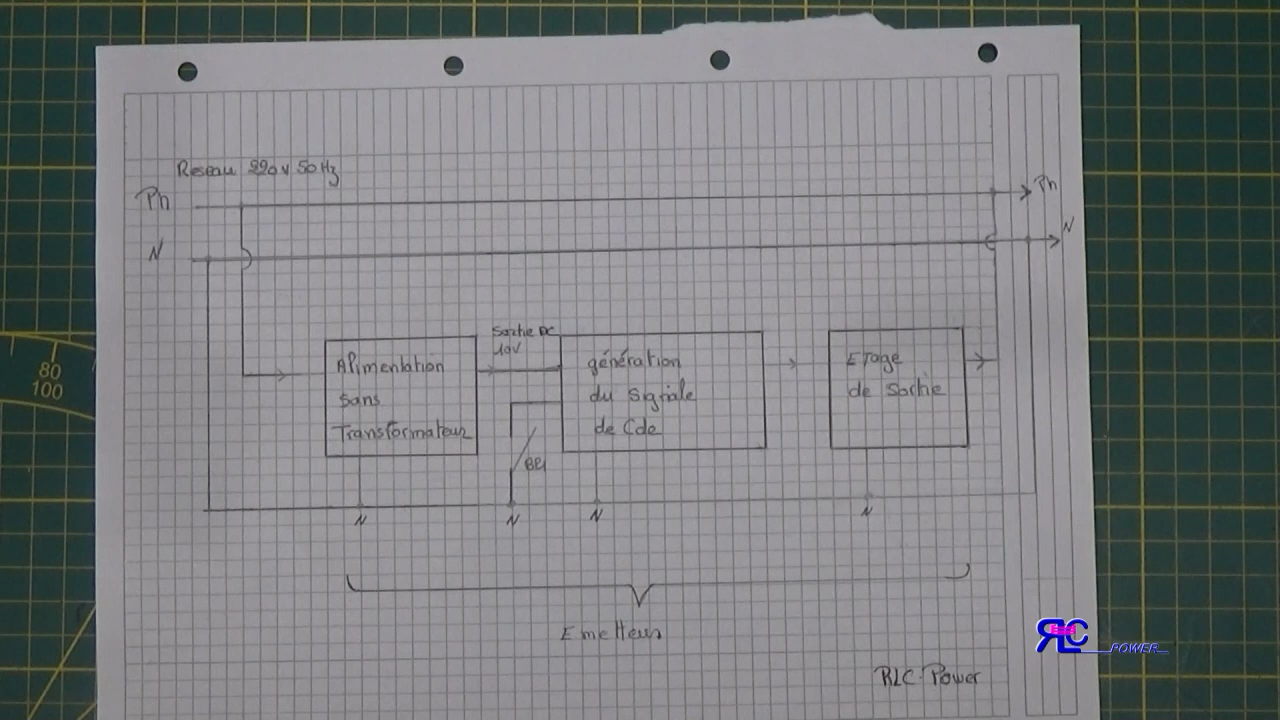 Reseau 220v 50Hz
Ph
Ph
N
N
Sortie DC
10V
Alimentation
Sans
Transformateur
génération
du Signale
de Cde
ETage
de Sortie
BP1
N
N
N
N
Emetteur
RLC Power
RLC POWER
80
100